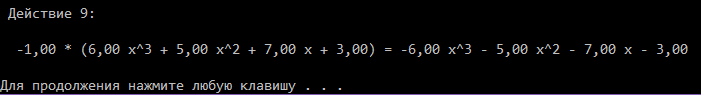 Действие 9:
-1,00 * (6,00 x^3 + 5,00 x^2 + 7,00 x + 3,00) = -6,00 x^3 - 5,00 x^2 - 7,00 x - 3,00
Для продолжения нажмите любую клавишу . . .